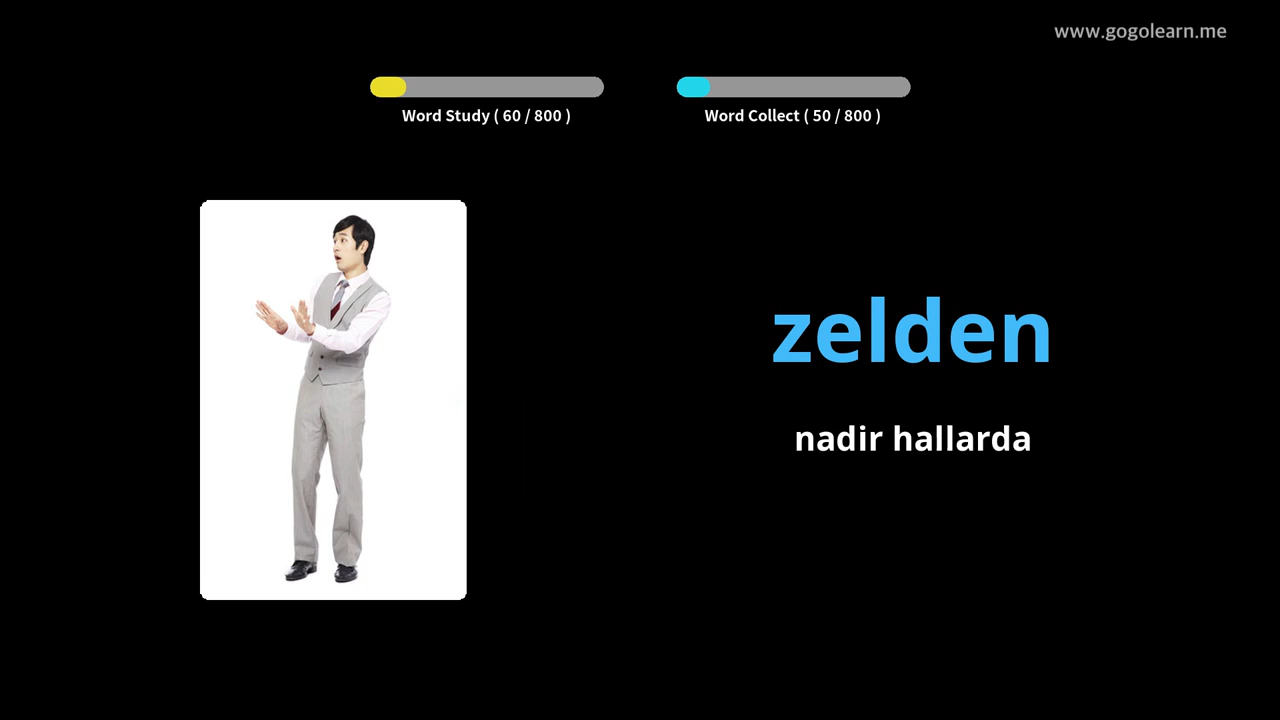 www.gogolearn.me
Word Study ( 60 / 800 )
Word Collect ( 50 / 800 )
zelden
nadir hallarda